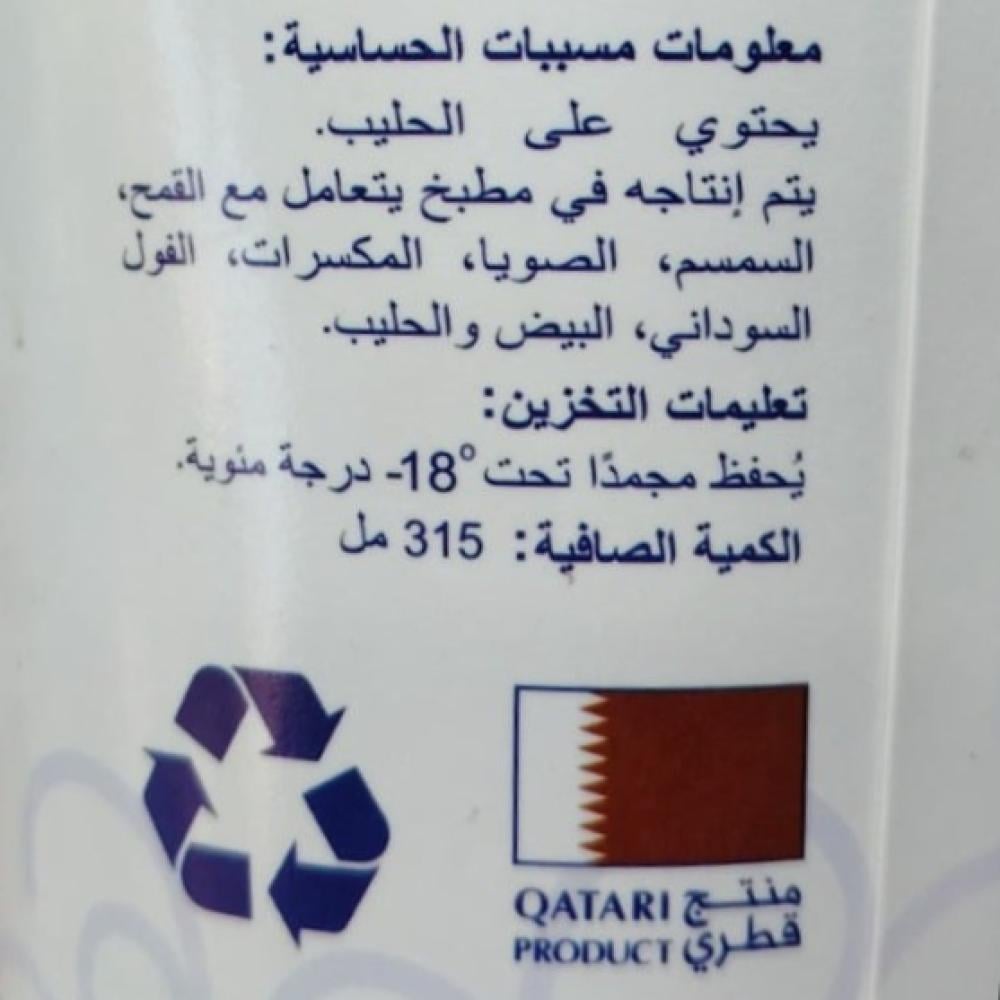 معلومات مسببات الحساسية:
يحتوي على الحليب.
يتم إنتاجه في مطبخ يتعامل مع القمح،
السمسم، الصويا، المكسرات، الفول
السوداني، البيض والحليب.
تعليمات التخزين:
يُحفظ مجمدًا تحت °18- درجة مئوية.
الكمية الصافية: 315 مل
منتج QATARI
قطري PRODUCT